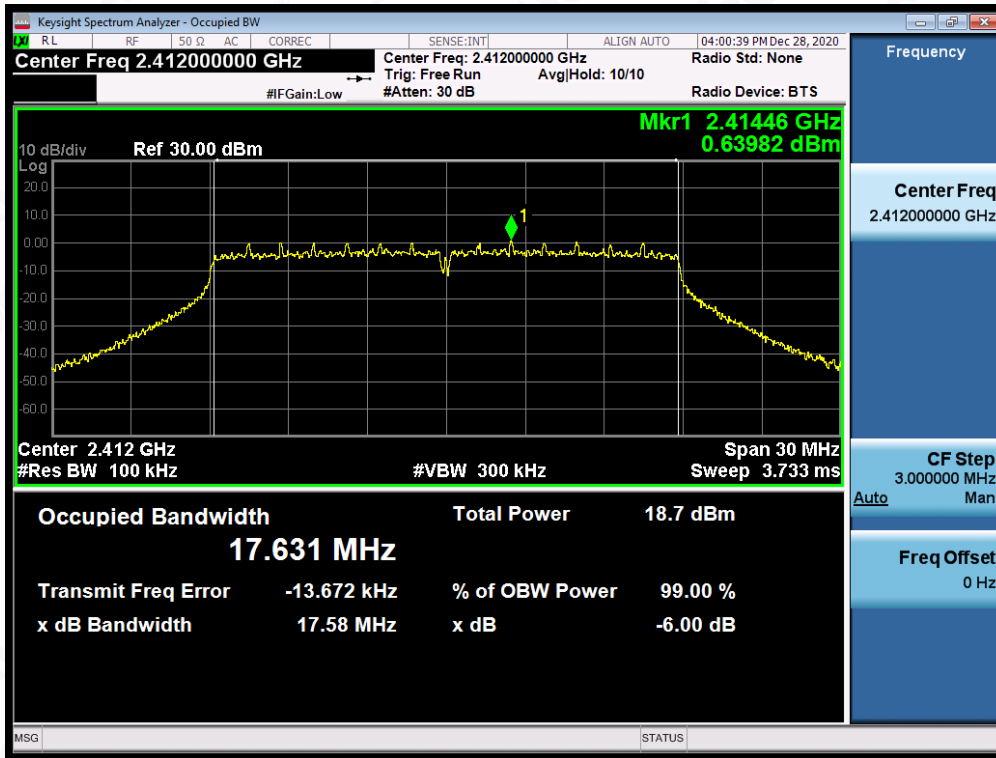 Keysight Spectrum Analyzer - Occupied BW
LXI RL RF 50 Ω AC CORREC SENSE:INT ALIGN AUTO 04:00:39 PM Dec 28, 2020
Center Freq 2.412000000 GHz
Center Freq: 2.412000000 GHz Radio Std: None
Trig: Free Run Avg|Hold: 10/10
#IFGain:Low #Atten: 30 dB Radio Device: BTS
Mkr1 2.41446 GHz
0.63982 dBm
10 dB/div Ref 30.00 dBm
Log
20.0
10.0
1
0.00
-10.0
-20.0
-30.0
-40.0
-50.0
-60.0
Center 2.412 GHz Span 30 MHz
#Res BW 100 kHz #VBW 300 kHz Sweep 3.733 ms
Occupied Bandwidth Total Power 18.7 dBm
17.631 MHz
Transmit Freq Error -13.672 kHz % of OBW Power 99.00 %
x dB Bandwidth 17.58 MHz x dB -6.00 dB
MSG STATUS
Frequency
Center Freq
2.412000000 GHz
CF Step
3.000000 MHz
Auto Man
Freq Offset
0 Hz